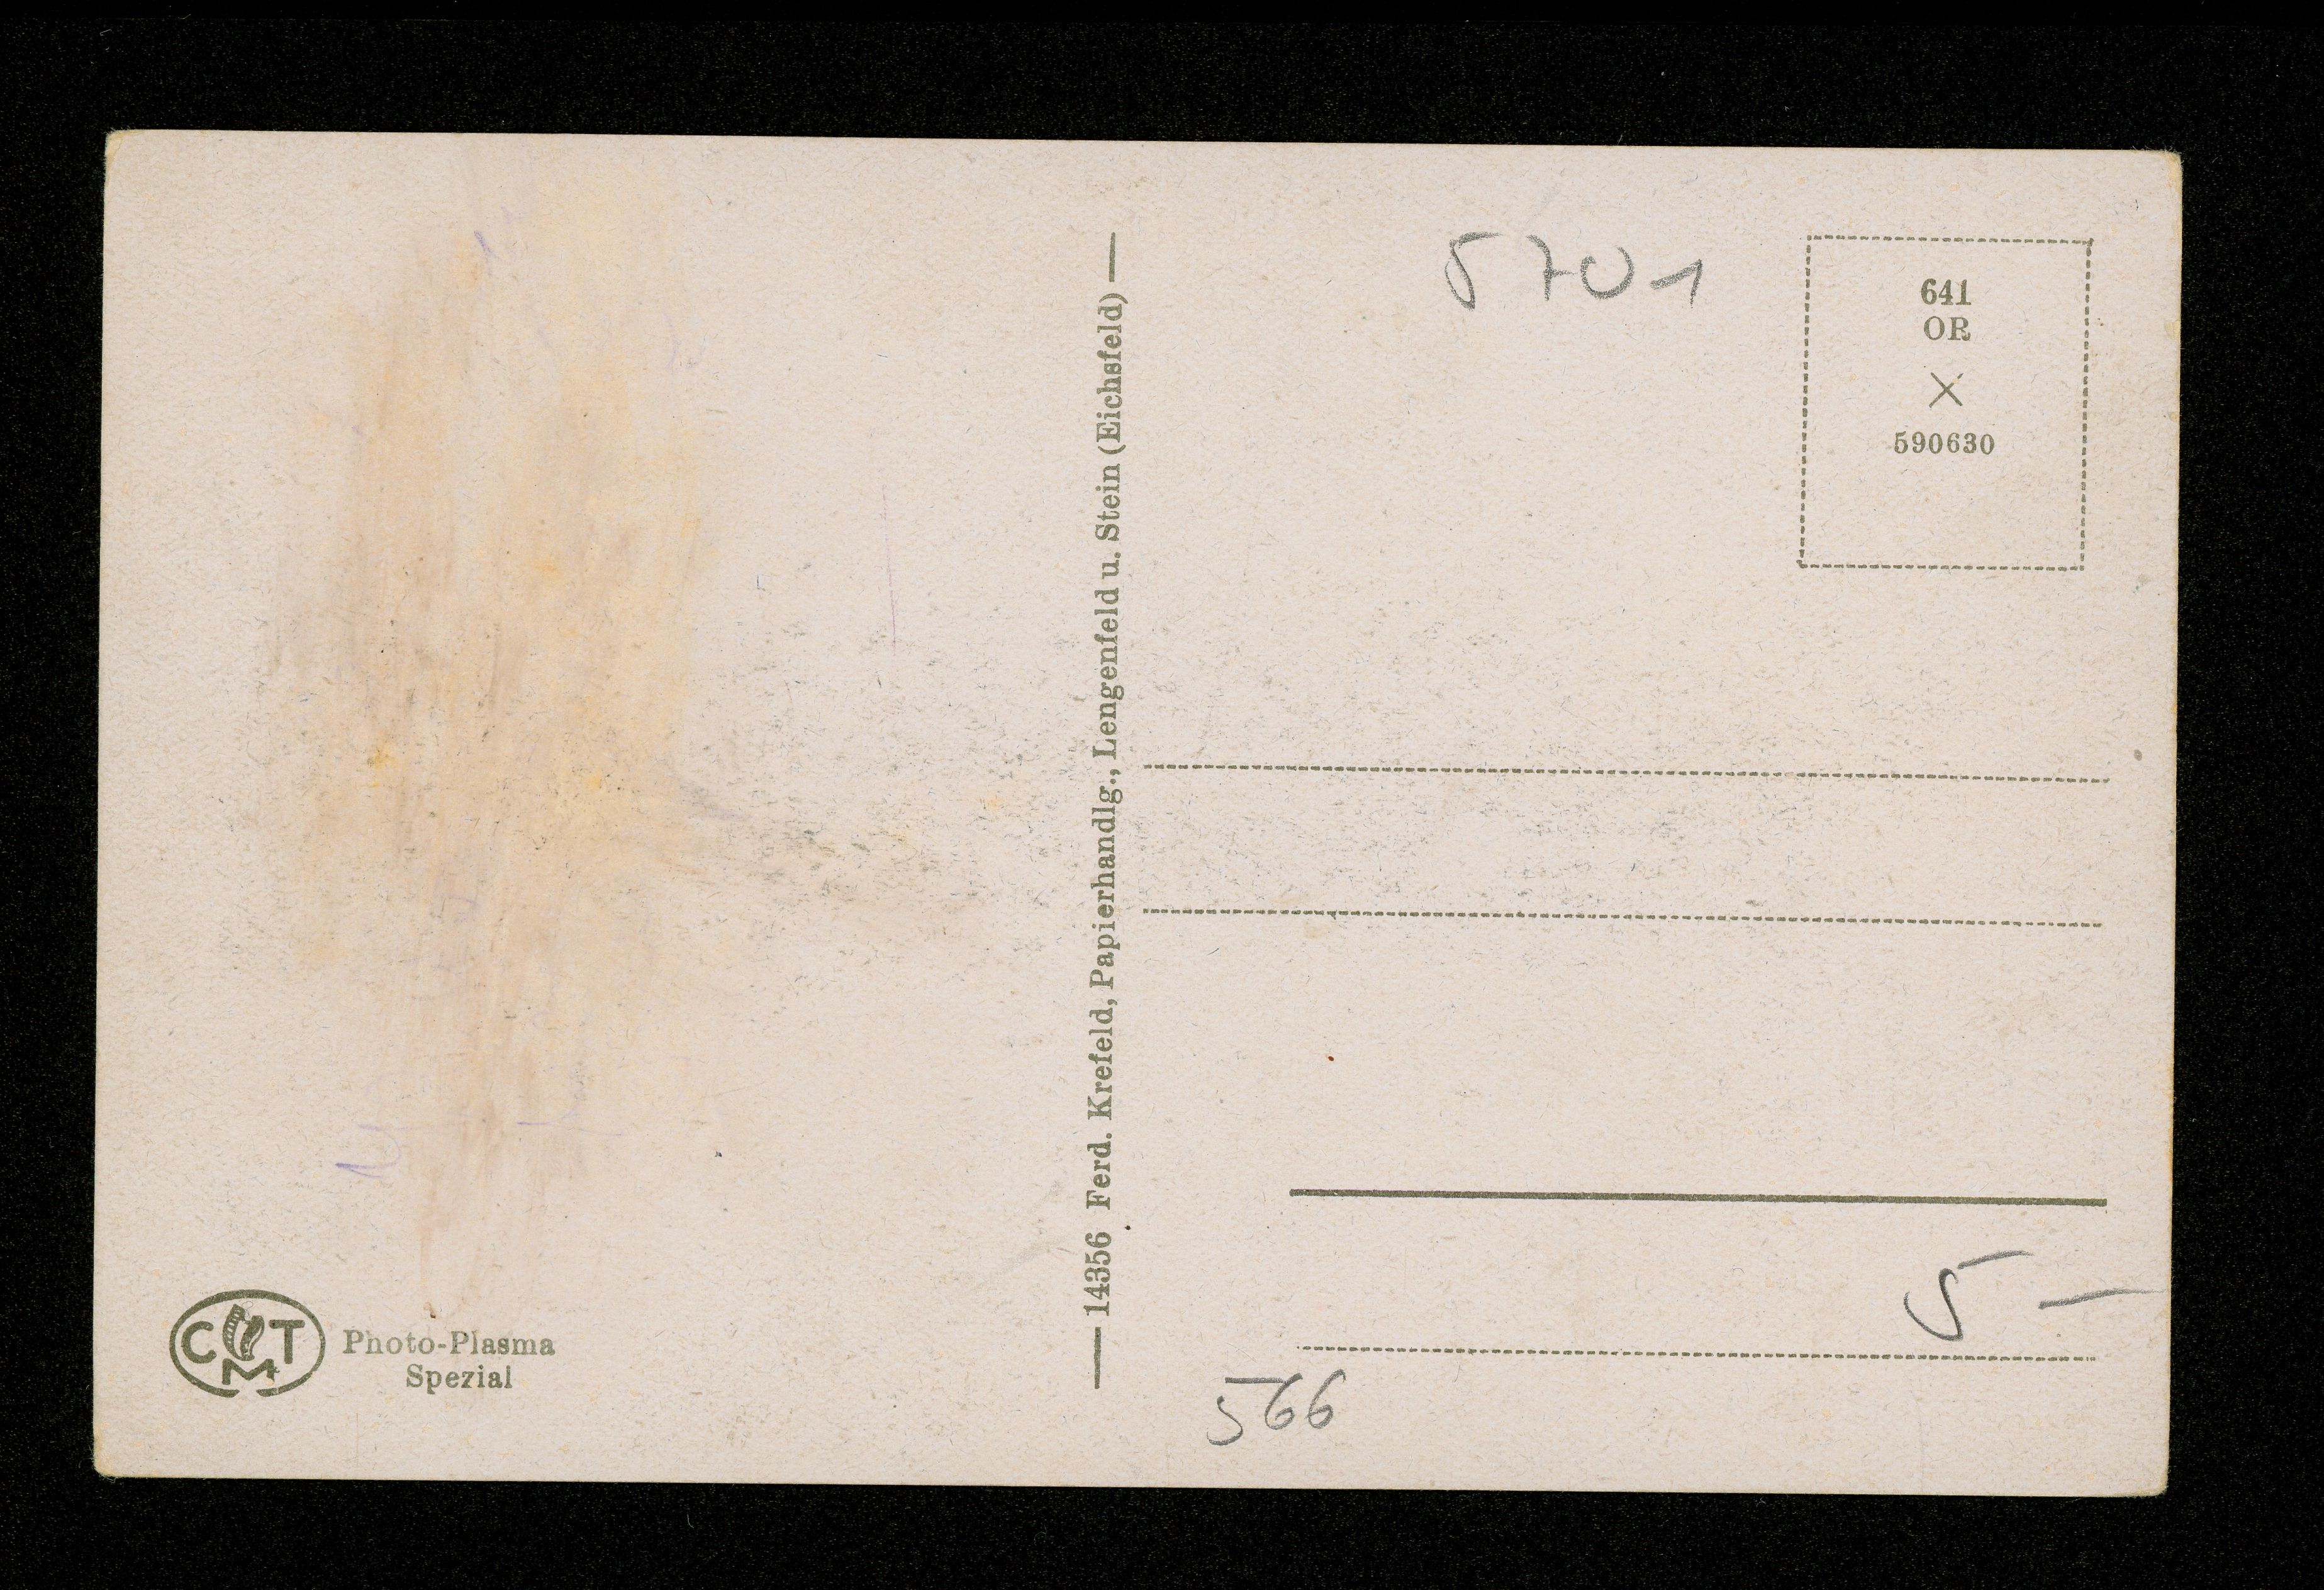 5701
641
OR
X
590630
14356 Ferd. Krefeld, Papierhandlg., Lengenfeld u. Stein (Eichsfeld)
5 —
CMT
Photo-Plasma
Spezial
566